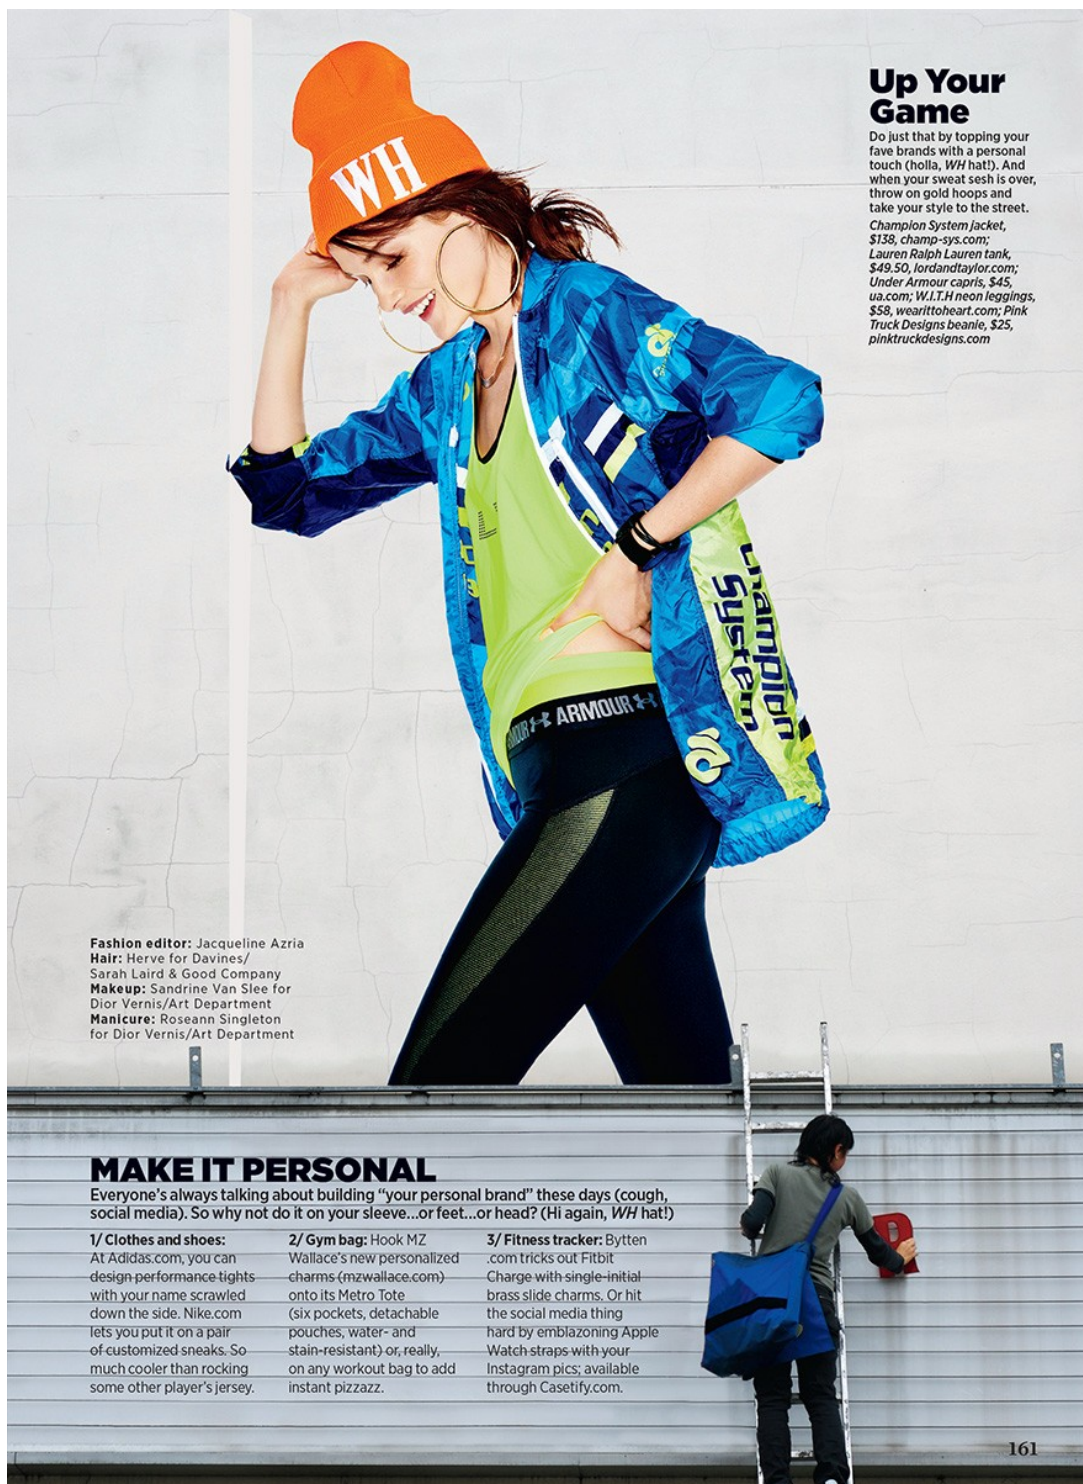 WH
Up Your
Game
Do just that by topping your
fave brands with a personal
touch (holla, WH hat!). And
when your sweat sesh is over,
throw on gold hoops and
take your style to the street.
Champion System jacket,
$138, champ-sys.com;
Lauren Ralph Lauren tank,
$49.50, lordandtaylor.com;
Under Armour capris, $45,
ua.com; W.I.T.H neon leggings,
$58, wearittoheart.com; Pink
Truck Designs beanie, $25,
pinktruckdesigns.com
Champion
System
ARMOUR
Fashion editor: Jacqueline Azria
Hair: Herve for Davines/
Sarah Laird & Good Company
Makeup: Sandrine Van Slee for
Dior Vernis/Art Department
Manicure: Roseann Singleton
for Dior Vernis/Art Department
MAKE IT PERSONAL
Everyone's always talking about building “your personal brand” these days (cough,
social media). So why not do it on your sleeve...or feet...or head? (Hi again, WH hat!)
1/ Clothes and shoes:
At Adidas.com, you can
design performance tights
with your name scrawled
down the side. Nike.com
lets you put it on a pair
of customized sneaks. So
much cooler than rocking
some other player's jersey.
2/ Gym bag: Hook MZ
Wallace's new personalized
charms (mzwallace.com)
onto its Metro Tote
(six pockets, detachable
pouches, water- and
stain-resistant) or, really,
on any workout bag to add
instant pizzazz.
3/ Fitness tracker: Bytten
.com tricks out Fitbit
Charge with single-initial
brass slide charms. Or hit
the social media thing
hard by emblazoning Apple
Watch straps with your
Instagram pics; available
through Casetify.com.
161